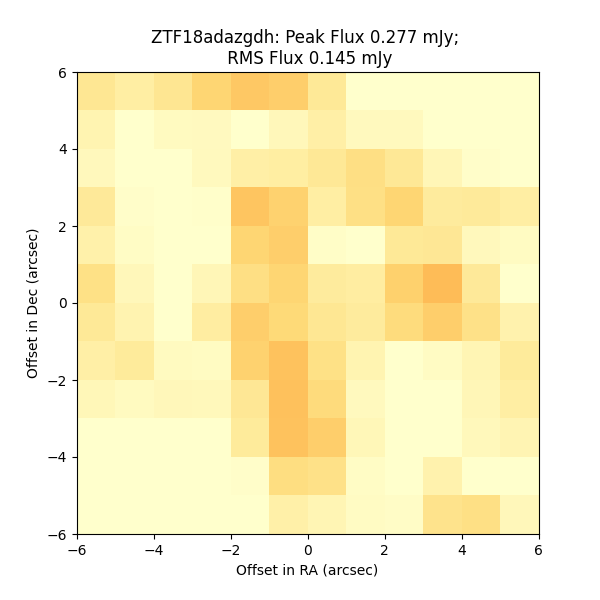 ZTF18adazgdh: Peak Flux 0.277 mJy;
RMS Flux 0.145 mJy
6
4
2
0
−2
−4
−6
Offset in Dec (arcsec)
−6 −4 −2 0 2 4 6
Offset in RA (arcsec)